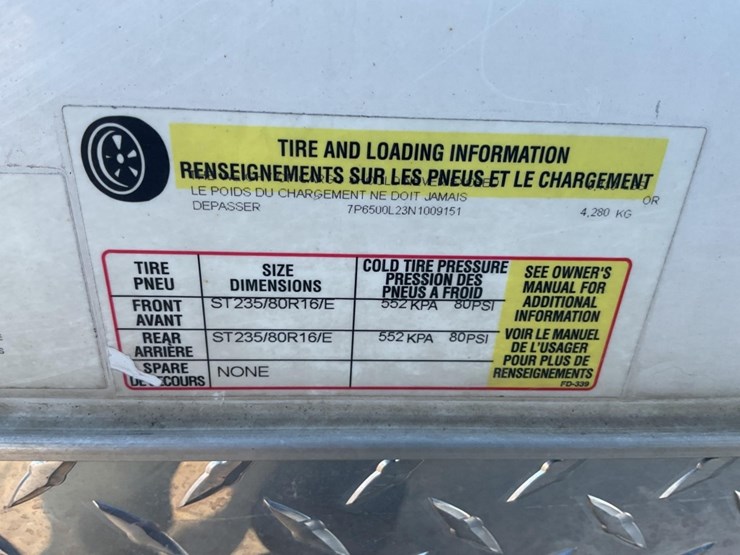 TIRE AND LOADING INFORMATION
RENSEIGNEMENTS SUR LES PNEUS ET LE CHARGEMENT
OR
LE POIDS DU CHARGEMENT NE DOIT JAMAIS
DEPASSER 7P6500L23N1009151 4,280 KG
TIRE
PNEU
SIZE
DIMENSIONS
COLD TIRE PRESSURE
PRESSION DES
PNEUS A FROID
SEE OWNER'S
MANUAL FOR
ADDITIONAL
INFORMATION
FRONT
AVANT
ST235/80R16/E
552 KPA 80PSI
REAR
ARRIÈRE
ST235/80R16/E
552 KPA 80PSI
VOIR LE MANUEL
DE L'USAGER
POUR PLUS DE
RENSEIGNEMENTS
SPARE
NONE
FD-339